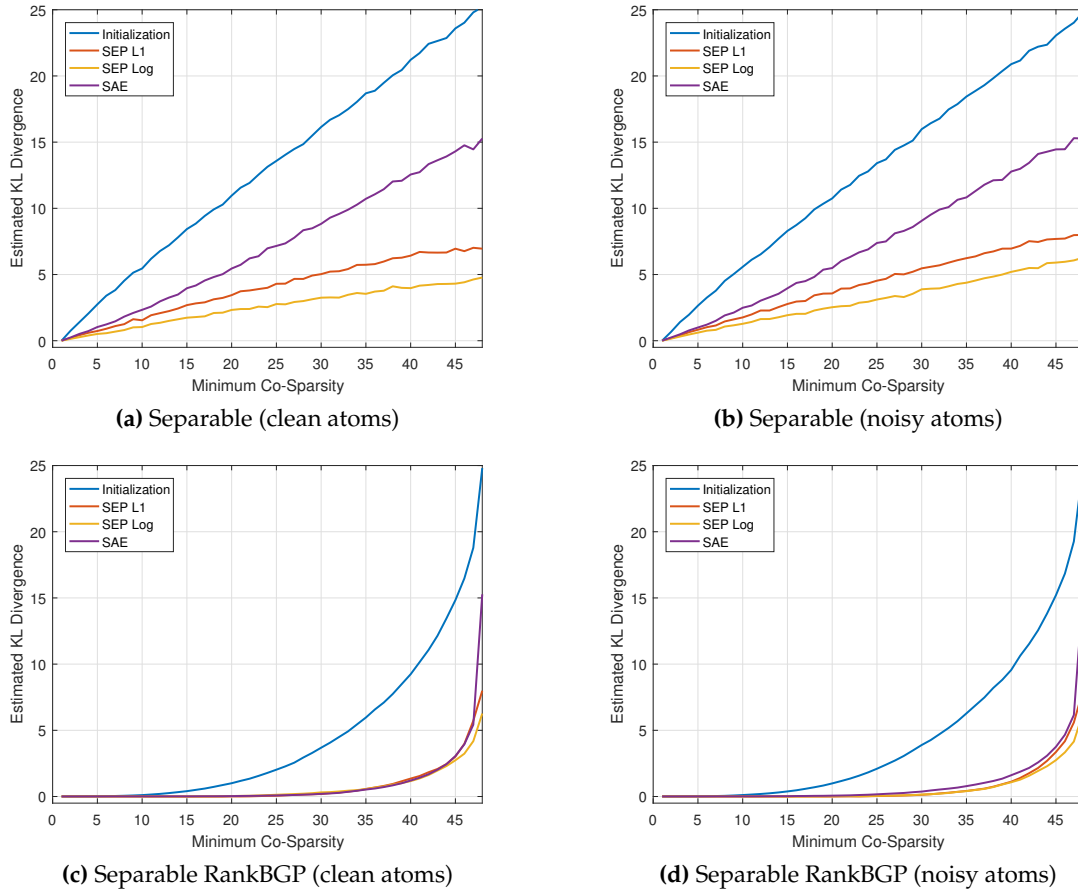 25
20
15
10
5
0
Estimated KL Divergence
Initialization
SEP L1
SEP Log
SAE
0 5 10 15 20 25 30 35 40 45
Minimum Co-Sparsity
(a) Separable (clean atoms)
25
20
15
10
5
0
Estimated KL Divergence
Initialization
SEP L1
SEP Log
SAE
0 5 10 15 20 25 30 35 40 45
Minimum Co-Sparsity
(b) Separable (noisy atoms)
25
20
15
10
5
0
Estimated KL Divergence
Initialization
SEP L1
SEP Log
SAE
0 5 10 15 20 25 30 35 40 45
Minimum Co-Sparsity
(c) Separable RankBGP (clean atoms)
25
20
15
10
5
0
Estimated KL Divergence
Initialization
SEP L1
SEP Log
SAE
0 5 10 15 20 25 30 35 40 45
Minimum Co-Sparsity
(d) Separable RankBGP (noisy atoms)